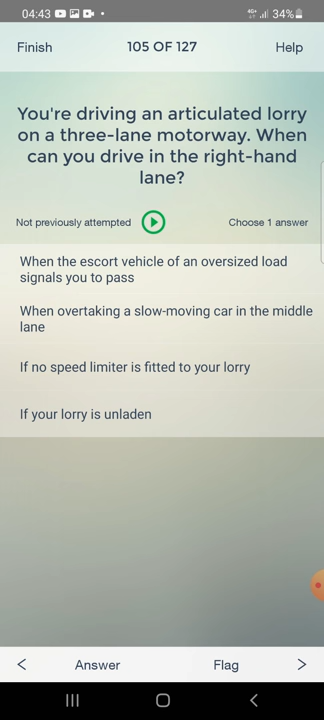 04:43
4G+ 34%
Finish
105 OF 127
Help
You're driving an articulated lorry
on a three-lane motorway. When
can you drive in the right-hand
lane?
Not previously attempted
Choose 1 answer
When the escort vehicle of an oversized load
signals you to pass
When overtaking a slow-moving car in the middle
lane
If no speed limiter is fitted to your lorry
If your lorry is unladen
< Answer Flag >